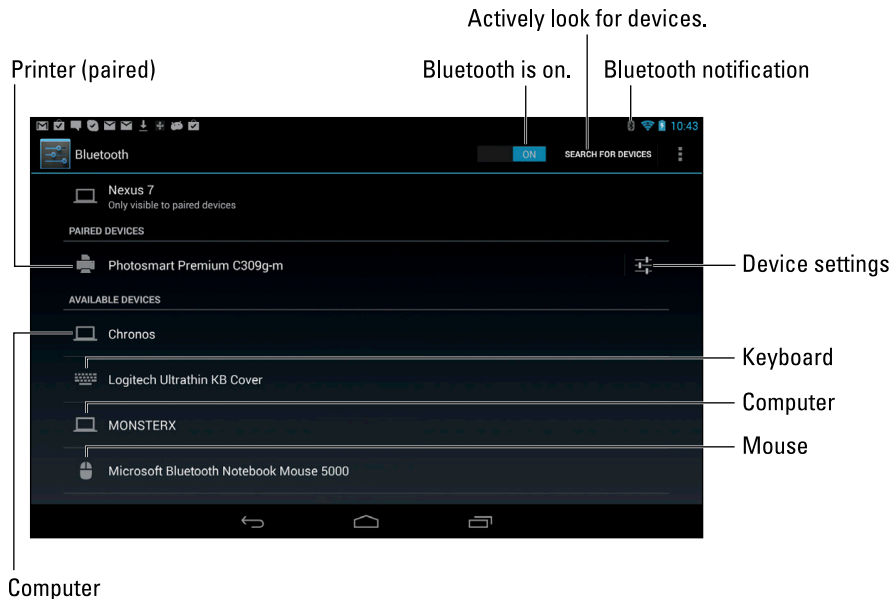 Actively look for devices.
Printer (paired)
Bluetooth is on.
Bluetooth notification
10:43
Bluetooth
ON
SEARCH FOR DEVICES
Nexus 7
Only visible to paired devices
PAIRED DEVICES
Photosmart Premium C309g-m
Device settings
AVAILABLE DEVICES
Chronos
Keyboard
Logitech Ultrathin KB Cover
Computer
MONSTERX
Mouse
Microsoft Bluetooth Notebook Mouse 5000
Computer